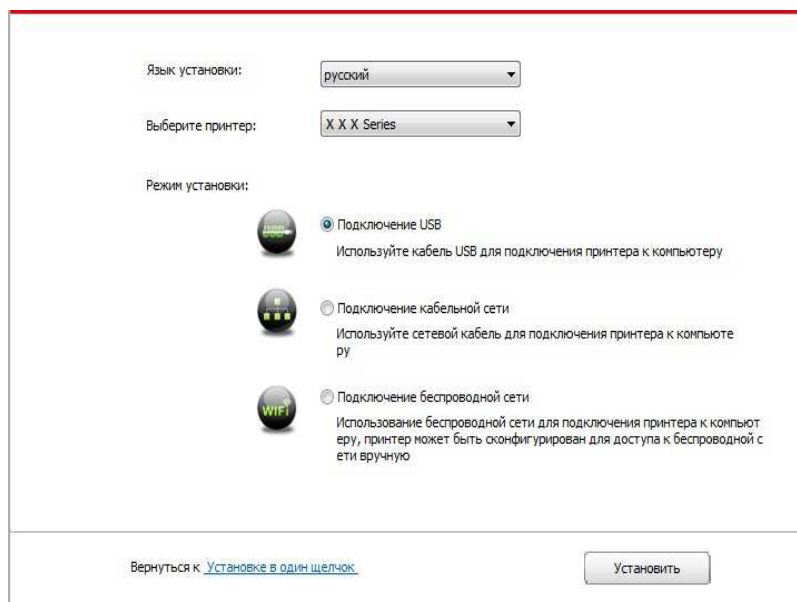 Язык установки:
русский
Выберите принтер:
X X X Series
Режим установки:
USB
Подключение USB
Используйте кабель USB для подключения принтера к компьютеру
Подключение кабельной сети
Используйте сетевой кабель для подключения принтера к компьюте
ру
WiFi
Подключение беспроводной сети
Использование беспроводной сети для подключения принтера к компьют
еру, принтер может быть сконфигурирован для доступа к беспроводной с
ети вручную
Вернуться к Установке в один щелчок
Установить